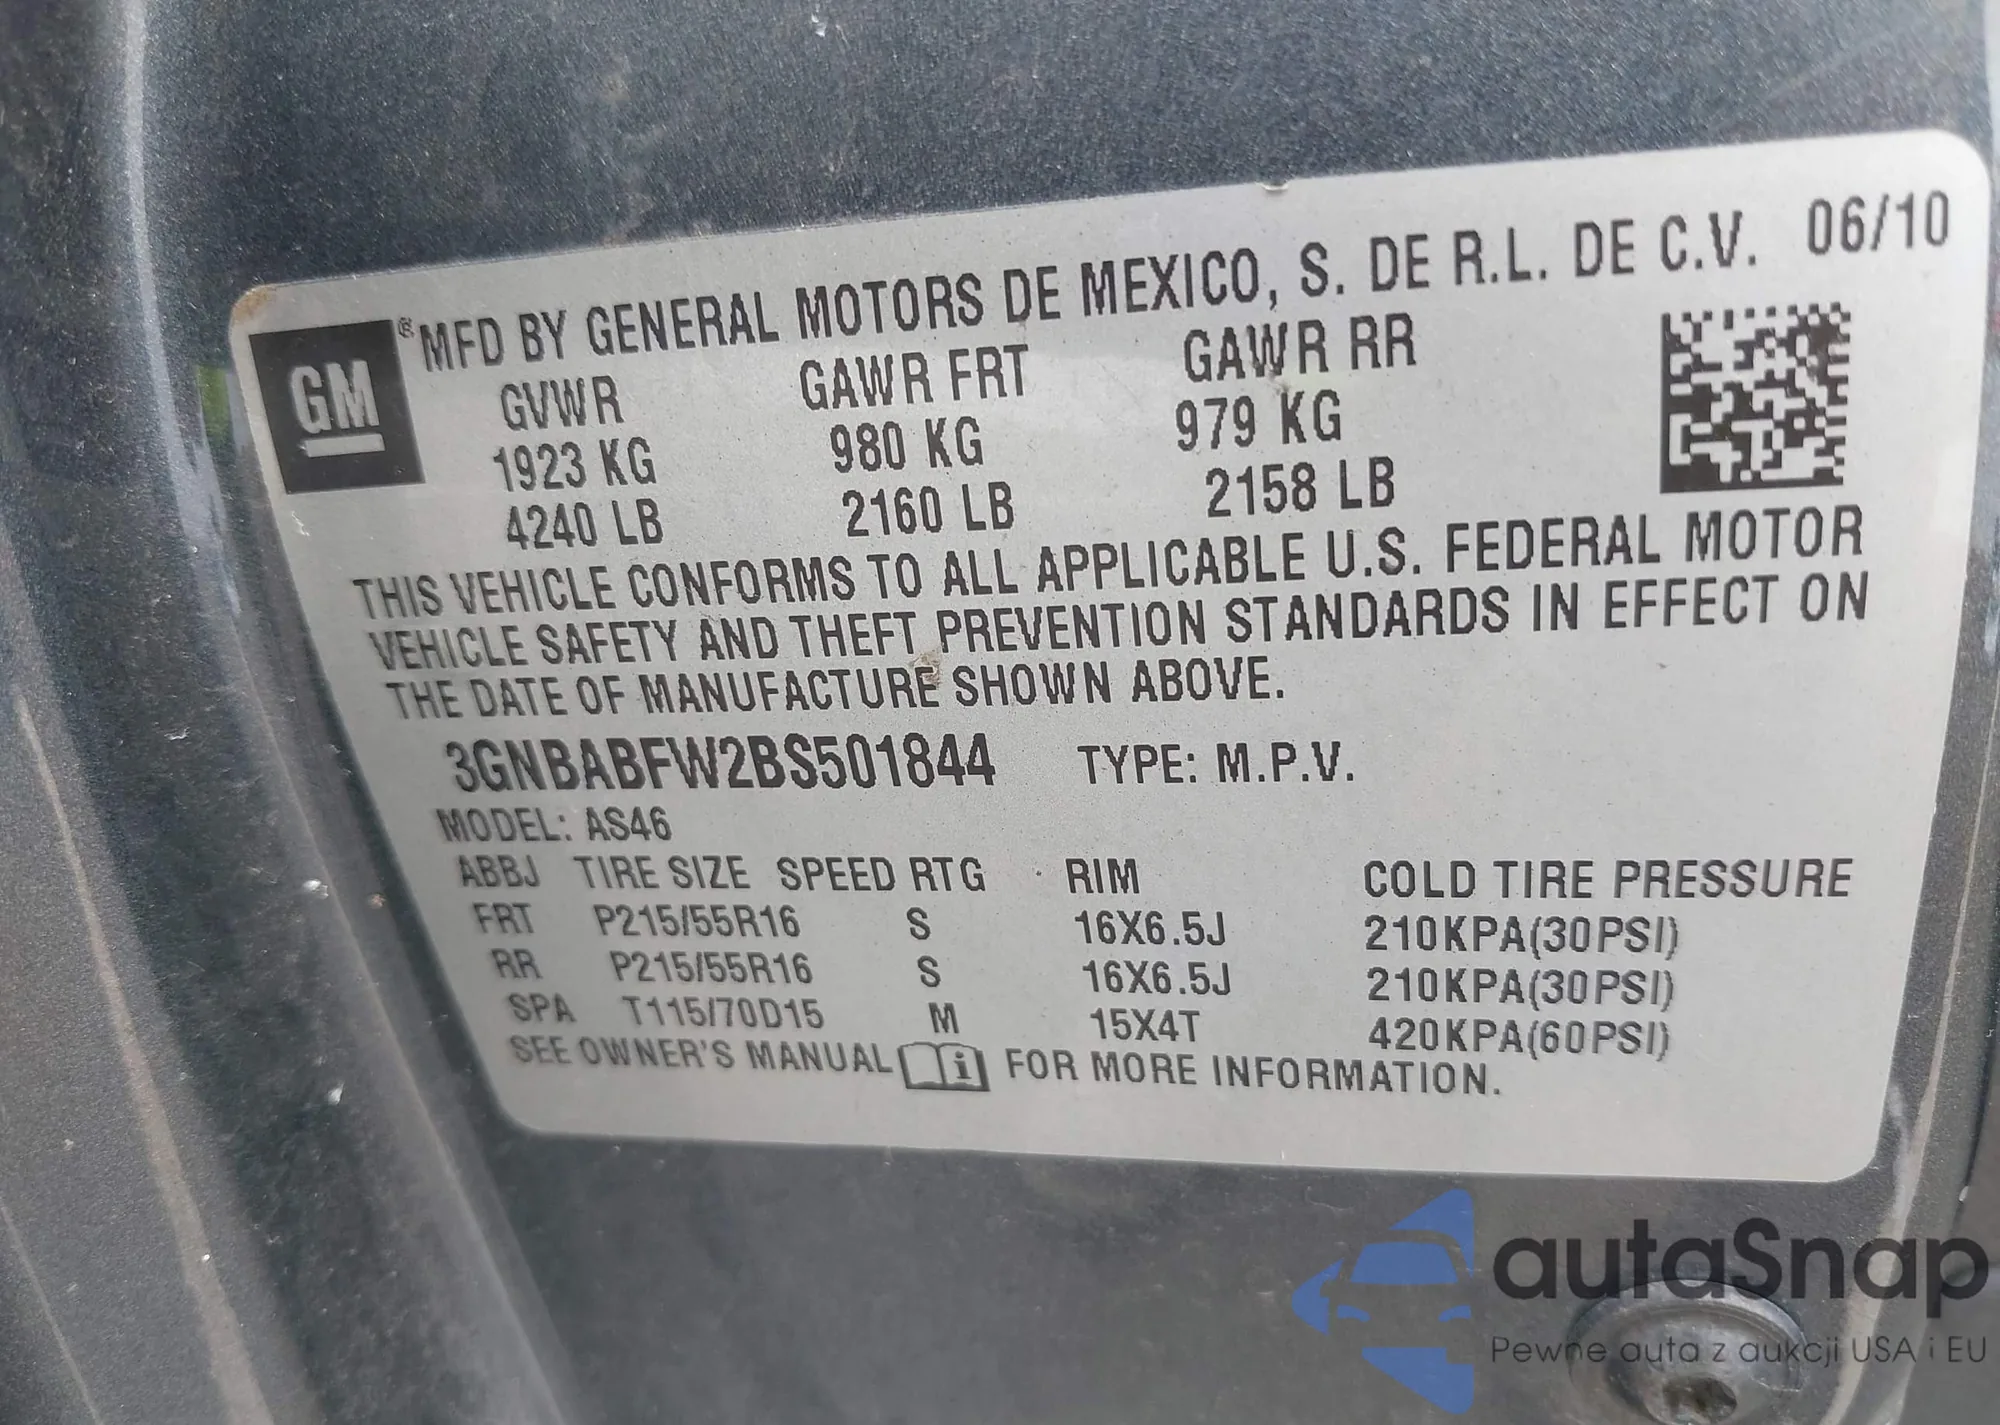 GM ® MFD BY GENERAL MOTORS DE MEXICO, S. DE R.L. DE C.V. 06/10
GVWR GAWR FRT GAWR RR
1923 KG 980 KG 979 KG
4240 LB 2160 LB 2158 LB
THIS VEHICLE CONFORMS TO ALL APPLICABLE U.S. FEDERAL MOTOR
VEHICLE SAFETY AND THEFT PREVENTION STANDARDS IN EFFECT ON
THE DATE OF MANUFACTURE SHOWN ABOVE.
3GNBABFW2BS501844 TYPE: M.P.V.
MODEL: AS46
ABBJ TIRE SIZE SPEED RTG RIM COLD TIRE PRESSURE
FRT P215/55R16 S 16X6.5J 210KPA(30PSI)
RR P215/55R16 S 16X6.5J 210KPA(30PSI)
SPA T115/70D15 M 15X4T 420KPA(60PSI)
SEE OWNER'S MANUAL i FOR MORE INFORMATION.
autaSnap
Pewne auta z aukcji USA i EU